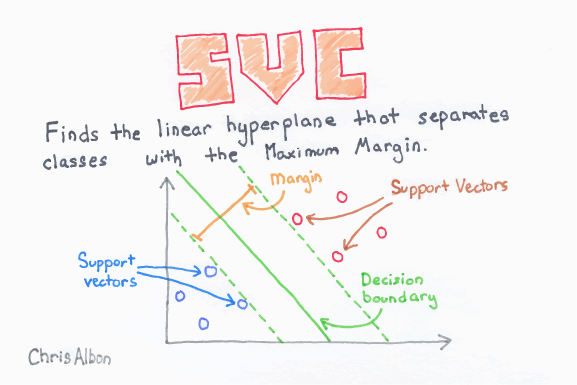 SVC
Finds the linear hyperplane that separates
classes with the Maximum Margin.
Margin
Support Vectors
Support
vectors
Decision
boundary
Chris Albon